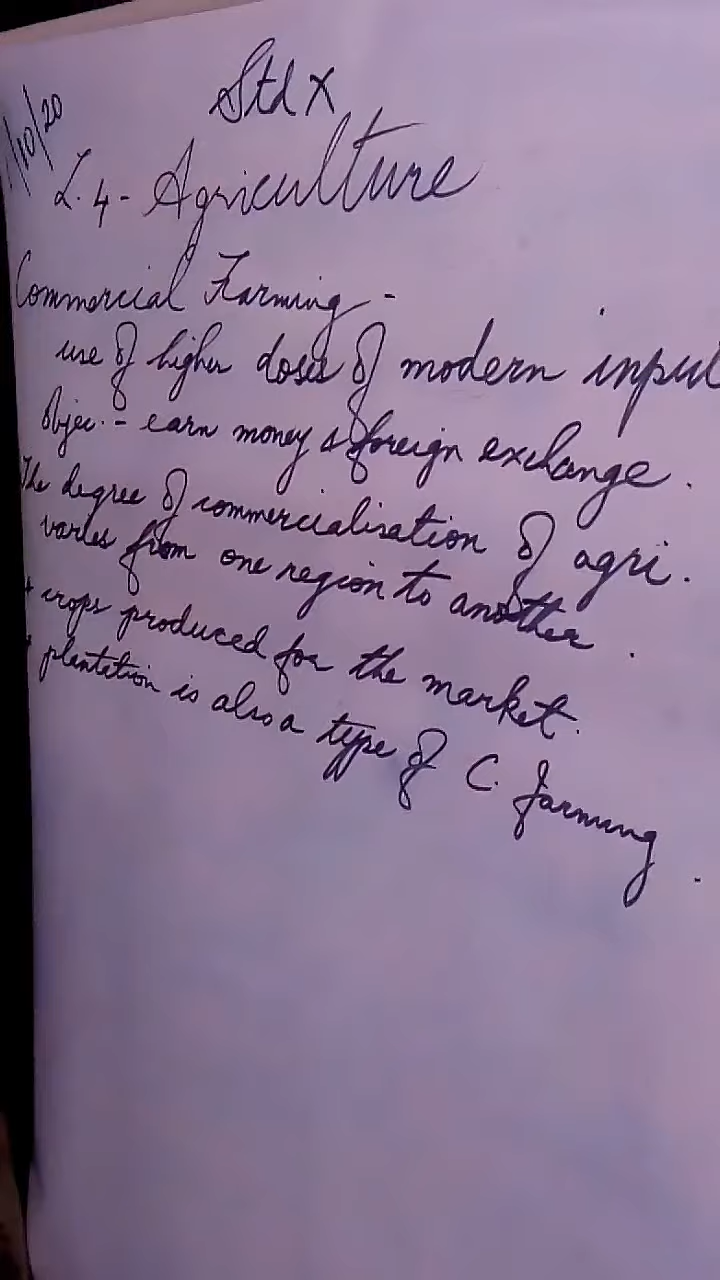 /10/20
Std X
L.4 - Agriculture
Commercial Farming -
use of higher doses of modern input
Objec. - earn money & foreign exchange.
The degree of commercialisation of agri.
varies from one region to another.
* crops produced for the market.
* plantation is also a type of C. farming.